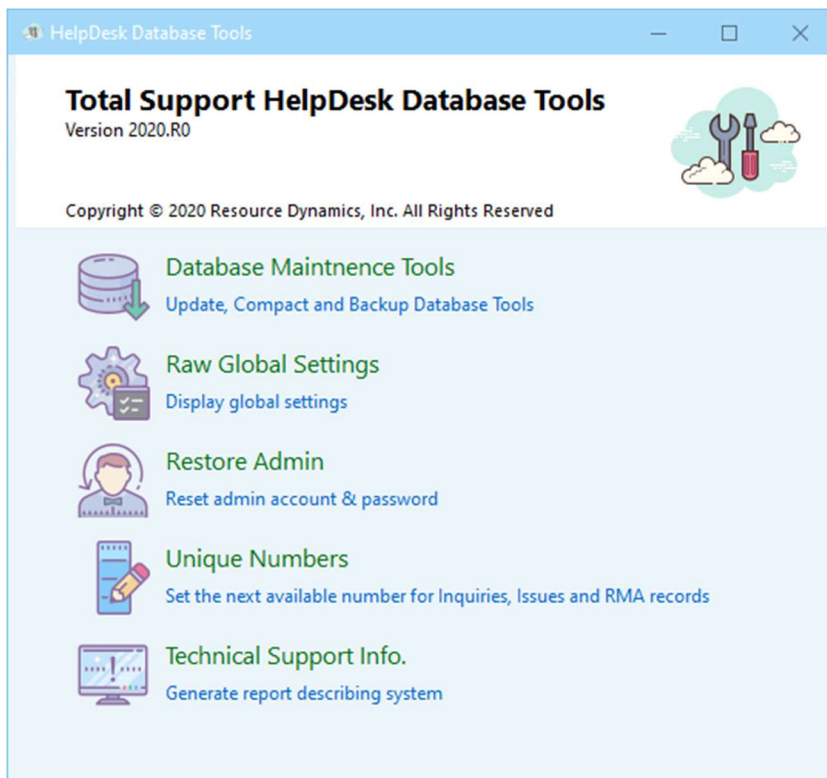 HelpDesk Database Tools
Total Support HelpDesk Database Tools
Version 2020.R0
Copyright © 2020 Resource Dynamics, Inc. All Rights Reserved
Database Maintnence Tools
Update, Compact and Backup Database Tools
Raw Global Settings
Display global settings
Restore Admin
Reset admin account & password
Unique Numbers
Set the next available number for Inquiries, Issues and RMA records
Technical Support Info.
Generate report describing system